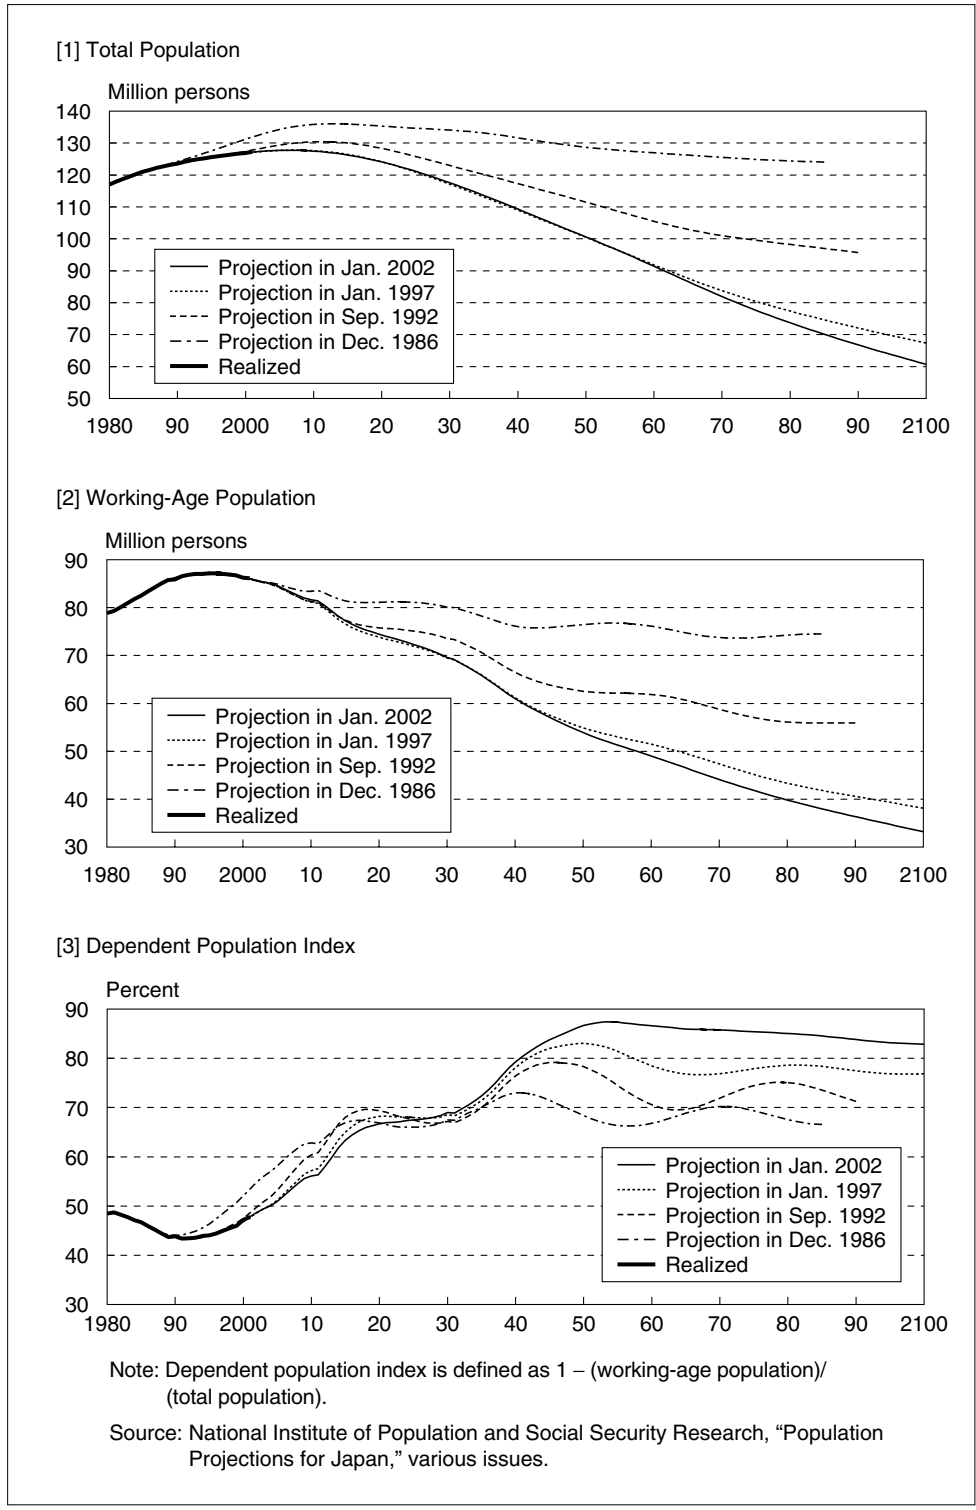 [1] Total Population
Million persons
140
130
120
110
100
90
80
70
60
50
Projection in Jan. 2002
Projection in Jan. 1997
Projection in Sep. 1992
Projection in Dec. 1986
Realized
1980 90 2000 10 20 30 40 50 60 70 80 90 2100
[2] Working-Age Population
Million persons
90
80
70
60
50
40
30
Projection in Jan. 2002
Projection in Jan. 1997
Projection in Sep. 1992
Projection in Dec. 1986
Realized
1980 90 2000 10 20 30 40 50 60 70 80 90 2100
[3] Dependent Population Index
Percent
90
80
70
60
50
40
30
Projection in Jan. 2002
Projection in Jan. 1997
Projection in Sep. 1992
Projection in Dec. 1986
Realized
1980 90 2000 10 20 30 40 50 60 70 80 90 2100
Note: Dependent population index is defined as 1 – (working-age population)/
(total population).
Source: National Institute of Population and Social Security Research, “Population
Projections for Japan,” various issues.